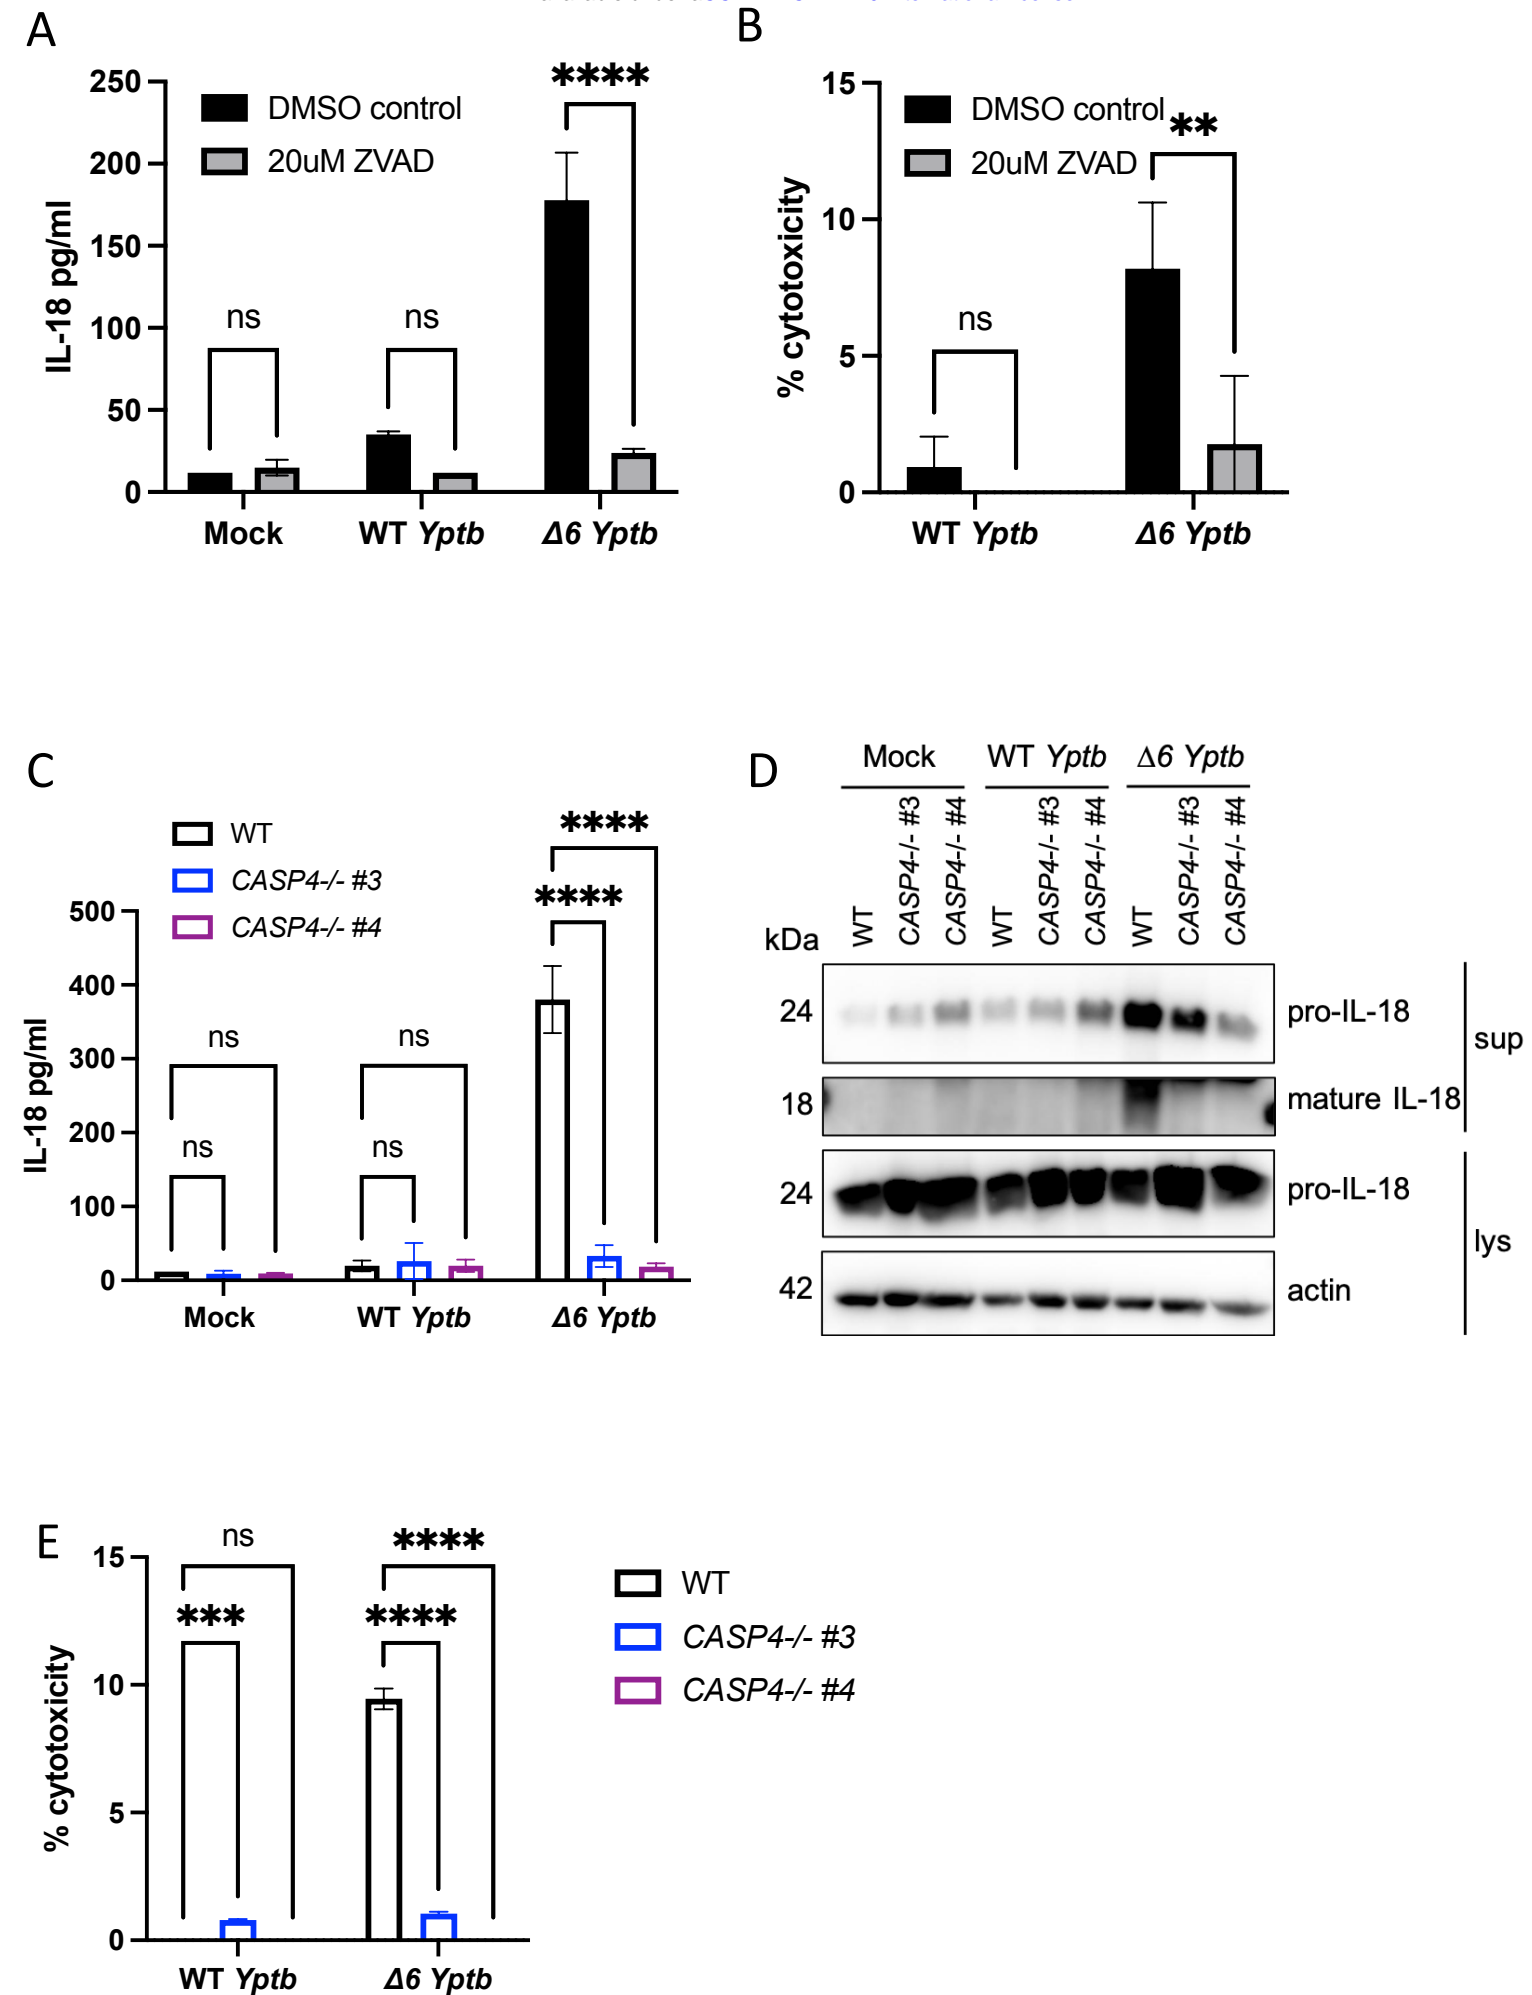 A
250
200
150
100
50
0
IL-18 pg/ml
DMSO control
20uM ZVAD
ns
ns
****
Mock
WT Yptb
Δ6 Yptb
B
15
10
5
0
% cytotoxicity
DMSO control
20uM ZVAD
ns
**
WT Yptb
Δ6 Yptb
C
WT
CASP4-/- #3
CASP4-/- #4
500
400
300
200
100
0
IL-18 pg/ml
ns
ns
ns
ns
****
****
Mock
WT Yptb
Δ6 Yptb
D
Mock
WT Yptb
Δ6 Yptb
kDa
WT
CASP4-/- #3
CASP4-/- #4
WT
CASP4-/- #3
CASP4-/- #4
WT
CASP4-/- #3
CASP4-/- #4
24
pro-IL-18
18
mature IL-18
sup
24
pro-IL-18
42
actin
lys
E
15
10
5
0
% cytotoxicity
ns
***
****
****
WT Yptb
Δ6 Yptb
WT
CASP4-/- #3
CASP4-/- #4